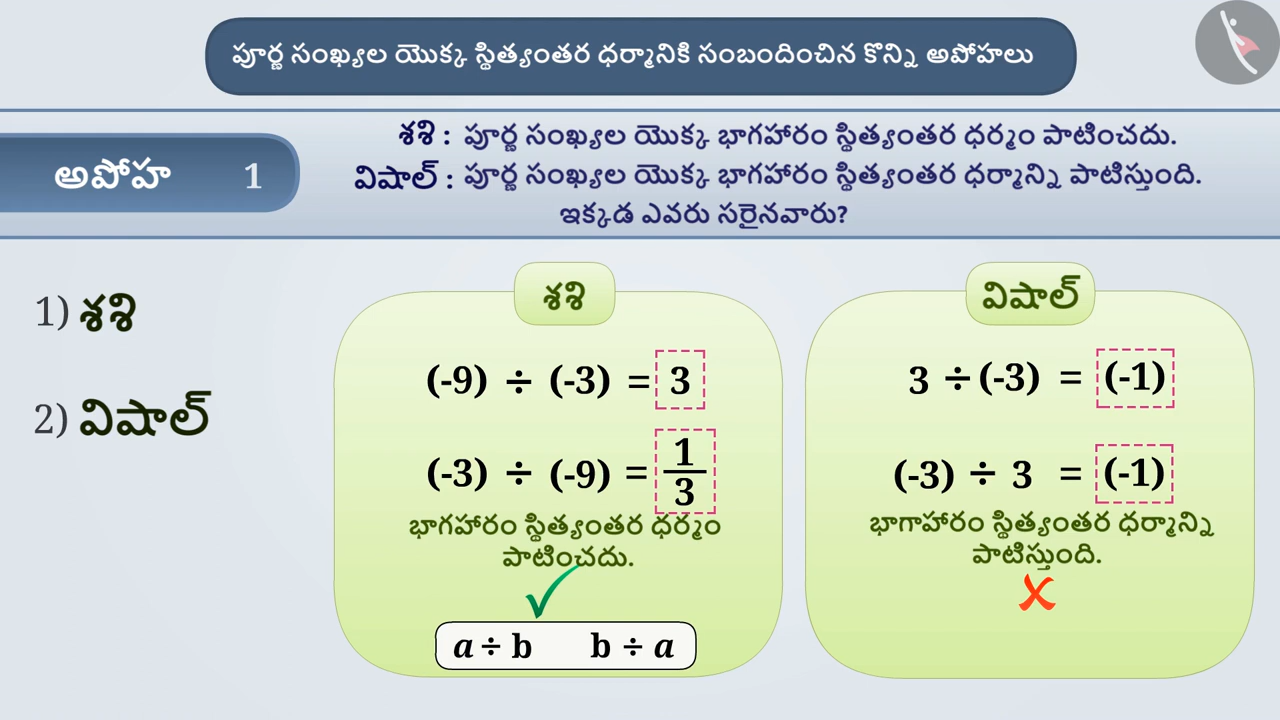 పూర్ణ సంఖ్యల యొక్క స్థిత్యంతర ధర్మానికి సంబందించిన కొన్ని అపోహలు
అపోహ 1
శశి : పూర్ణ సంఖ్యల యొక్క భాగహారం స్థిత్యంతర ధర్మం పాటించదు.
విషాల్ : పూర్ణ సంఖ్యల యొక్క భాగహారం స్థిత్యంతర ధర్మాన్ని పాటిస్తుంది.
ఇక్కడ ఎవరు సరైనవారు?
1) శశి
2) విషాల్
శశి
(-9) ÷ (-3) = 3
(-3) ÷ (-9) = 1/3
భాగహారం స్థిత్యంతర ధర్మం
పాటించదు.
a ÷ b b ÷ a
విషాల్
3 ÷ (-3) = (-1)
(-3) ÷ 3 = (-1)
భాగాహారం స్థిత్యంతర ధర్మాన్ని
పాటిస్తుంది.